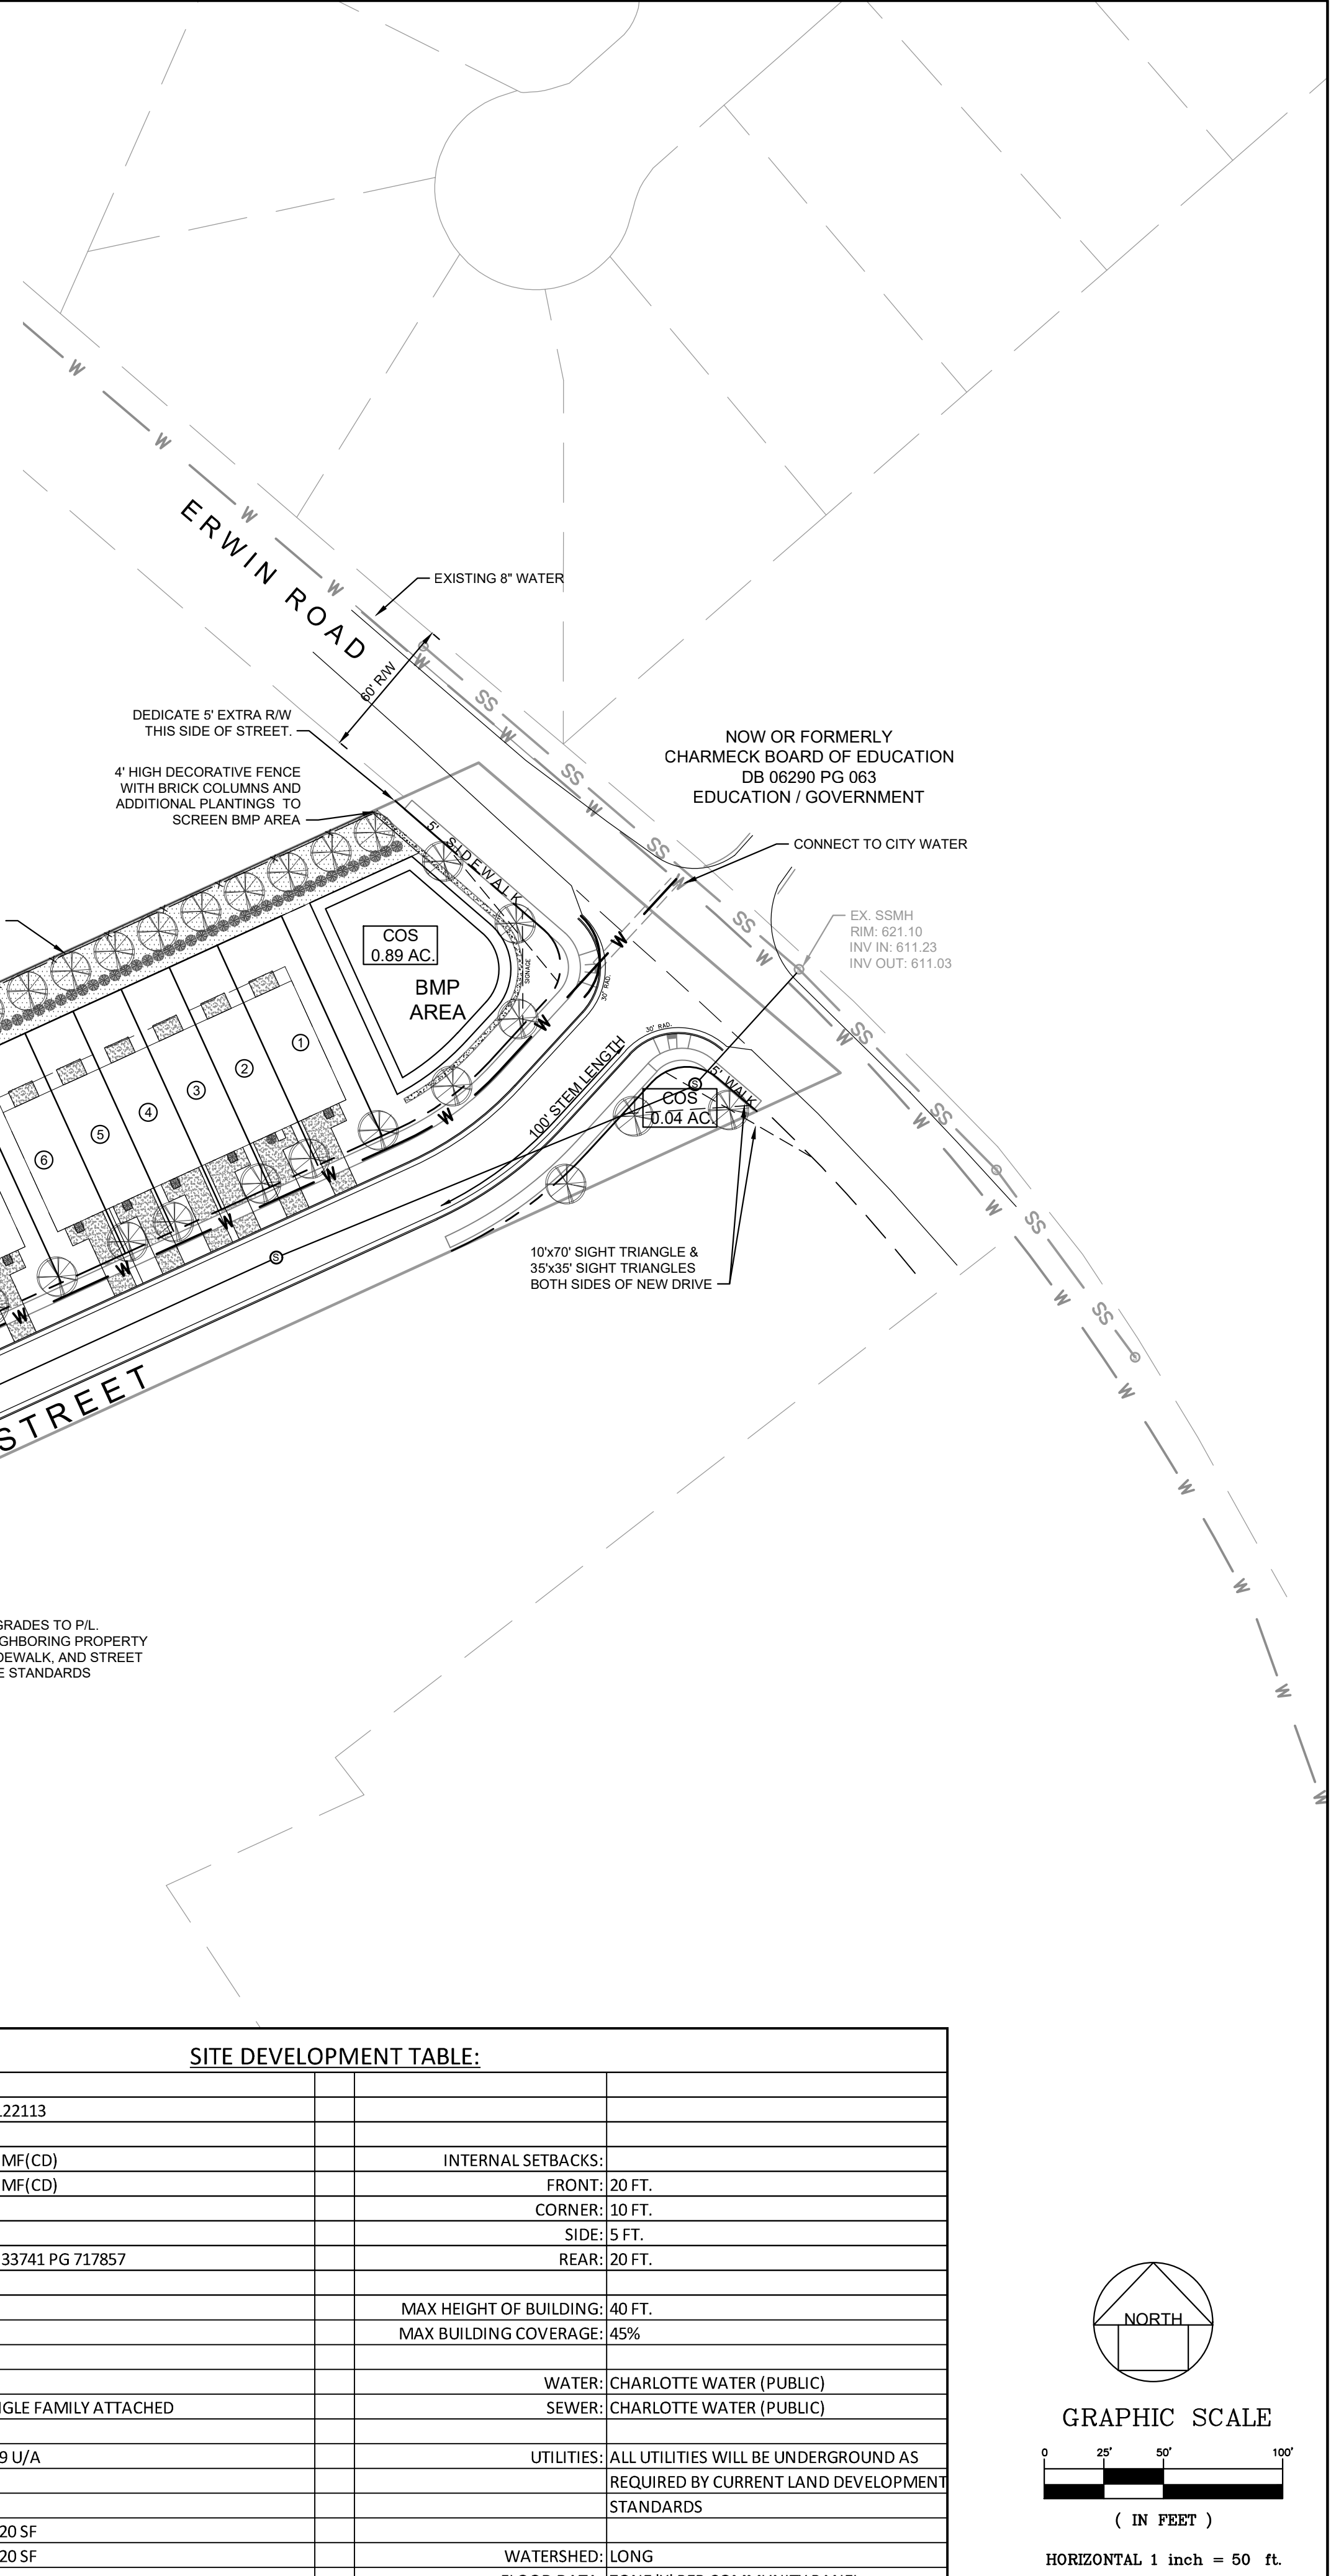 ERWIN ROAD
EXISTING 8" WATER
60' R/W
DEDICATE 5' EXTRA R/W
THIS SIDE OF STREET.
4' HIGH DECORATIVE FENCE
WITH BRICK COLUMNS AND
ADDITIONAL PLANTINGS TO
SCREEN BMP AREA
NOW OR FORMERLY
CHARMECK BOARD OF EDUCATION
DB 06290 PG 063
EDUCATION / GOVERNMENT
CONNECT TO CITY WATER
5' SIDEWALK
EX. SSMH
RIM: 621.10
INV IN: 611.23
INV OUT: 611.03
COS
0.89 AC.
BMP
AREA
SIGNAGE
30' RAD.
30' RAD.
100' STEM LENGTH
5' WALK
COS
0.04 AC.
1
2
3
4
5
6
S
S
W
W
W
W
W
W
W
W
W
SS
W
SS
W
SS
W
SS
W
SS
W
SS
W
SS
W
SS
W
W
W
W
W
W
W
W
W
W
10'x70' SIGHT TRIANGLE &
35'x35' SIGHT TRIANGLES
BOTH SIDES OF NEW DRIVE
STREET
GRADES TO P/L.
GHBORING PROPERTY
DEWALK, AND STREET
E STANDARDS
SITE DEVELOPMENT TABLE:
22113
MF(CD)
INTERNAL SETBACKS:
MF(CD)
FRONT: 20 FT.
CORNER: 10 FT.
SIDE: 5 FT.
33741 PG 717857
REAR: 20 FT.
MAX HEIGHT OF BUILDING: 40 FT.
MAX BUILDING COVERAGE: 45%
WATER: CHARLOTTE WATER (PUBLIC)
GLE FAMILY ATTACHED
SEWER: CHARLOTTE WATER (PUBLIC)
9 U/A
UTILITIES: ALL UTILITIES WILL BE UNDERGROUND AS
REQUIRED BY CURRENT LAND DEVELOPMENT
STANDARDS
20 SF
20 SF
WATERSHED: LONG
NORTH
GRAPHIC SCALE
0 25' 50' 100'
( IN FEET )
HORIZONTAL 1 inch = 50 ft.